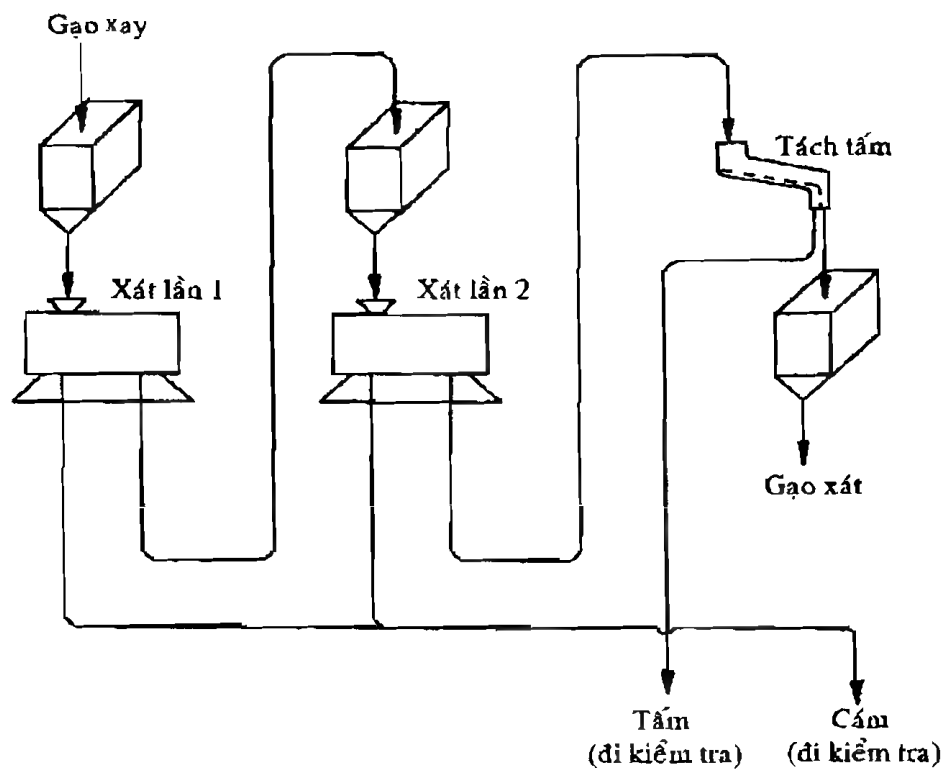 Gạo xay
Tách tấm
Xát lần 1
Xát lần 2
Gạo xát
Tấm
(đi kiểm tra)
Cám
(đi kiểm tra)